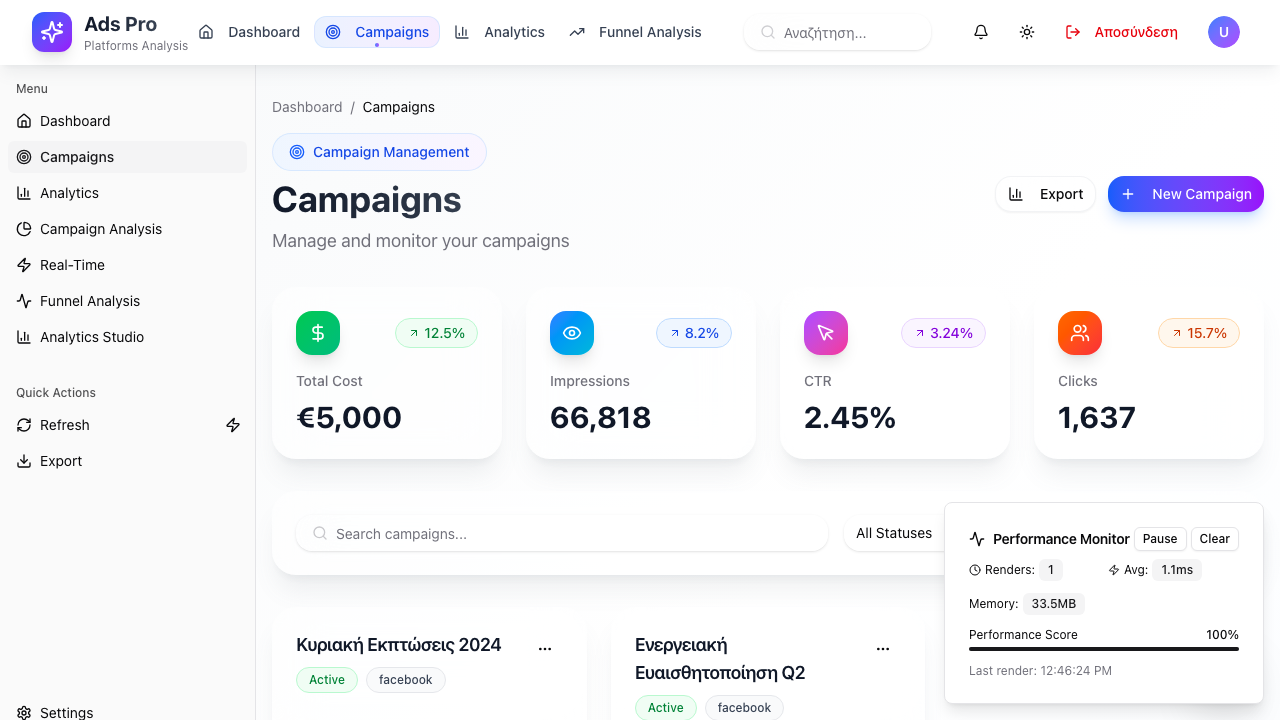 Ads Pro
Platforms Analysis
Dashboard
Campaigns
Analytics
Funnel Analysis
Αναζήτηση...
Αποσύνδεση
U
Menu
Dashboard
Campaigns
Analytics
Campaign Analysis
Real-Time
Funnel Analysis
Analytics Studio
Quick Actions
Refresh
Export
Settings
Dashboard / Campaigns
Campaign Management
Campaigns
Manage and monitor your campaigns
Export
New Campaign
12.5%
Total Cost
€5,000
8.2%
Impressions
66,818
3.24%
CTR
2.45%
15.7%
Clicks
1,637
Search campaigns...
All Statuses
Κυριακή Εκπτώσεις 2024
...
Active
facebook
Ενεργειακή
Ευαισθητοποίηση Q2
...
Active
facebook
Performance Monitor
Pause
Clear
Renders: 1
Avg: 1.1ms
Memory: 33.5MB
Performance Score 100%
Last render: 12:46:24 PM